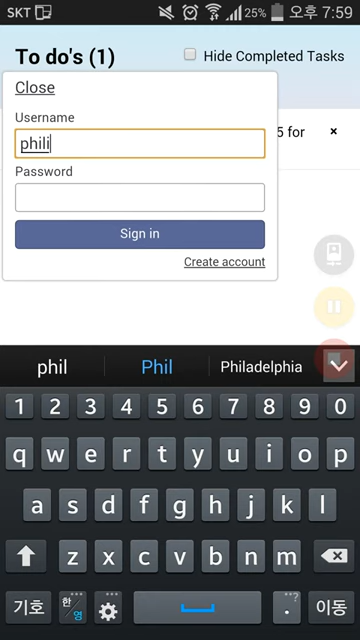 SKT 25% 오후 7:59
To do's (1) Hide Completed Tasks
Close
5 for ×
Username
phili
Password
Sign in
Create account
phil Phil Philadelphia
1 2 3 4 5 6 7 8 9 0
q w e r t y u i o p
a s d f g h j k l
z x c v b n m
기호 한/영 . ,? 이동